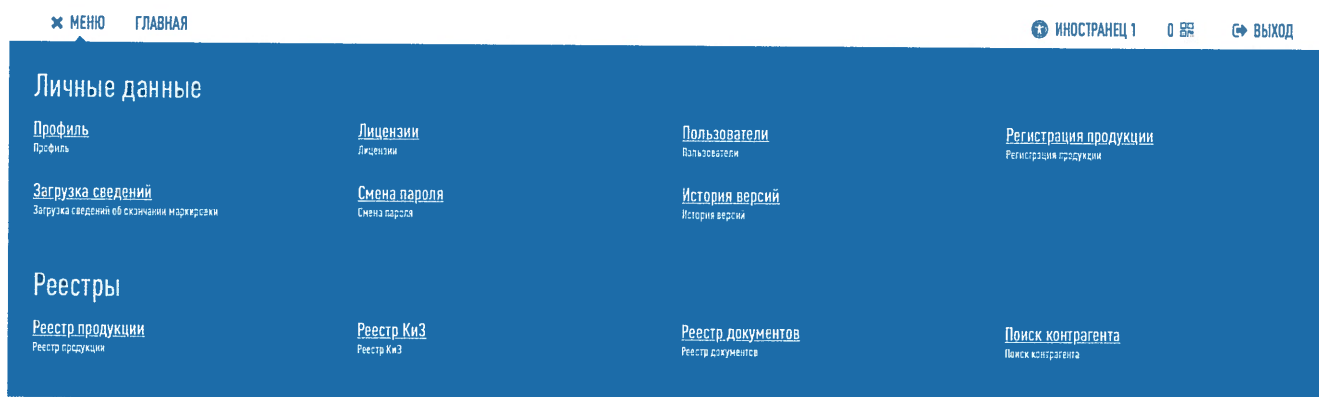 МЕНЮ ГЛАВНАЯ ИНОСТРАНЕЦ 1 0 ВЫХОД
Личные данные
Профиль Лицензии Пользователи Регистрация продукции
Профиль Лицензии Пользователи Регистрация продукции
Загрузка сведений Смена пароля История версий
Загрузка сведений об окончании маркировки Смена пароля История версий
Реестры
Реестр продукции Реестр КиЗ Реестр документов Поиск контрагента
Реестр продукции Реестр КиЗ Реестр документов Поиск контрагента